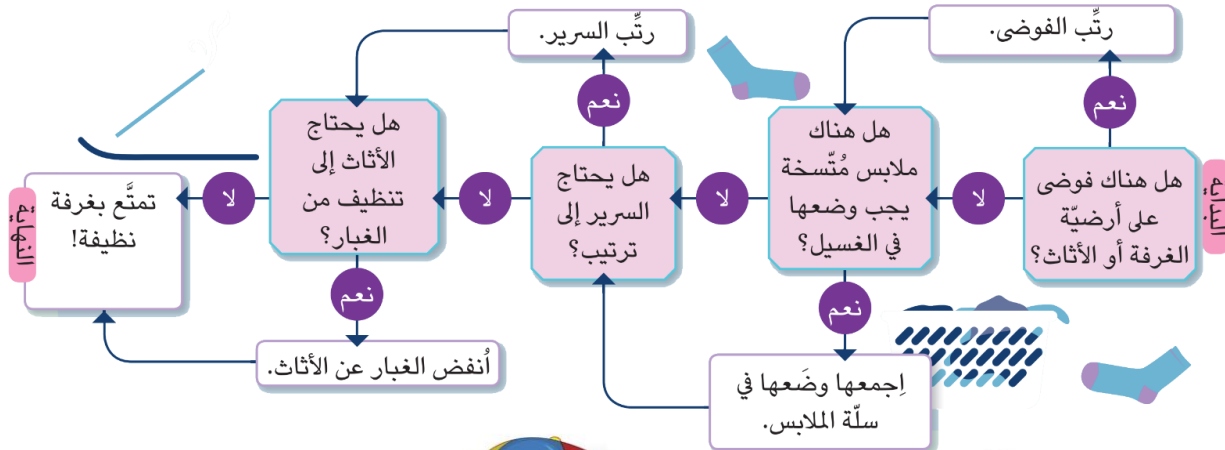 البداية
هل هناك فوضى
على أرضيّة
الغرفة أو الأثاث؟
نعم
رتِّب الفوضى.
لا
هل هناك
ملابس مُتّسخة
يجب وضعها
في الغسيل؟
نعم
اِجمعها وضَعها في
سلّة الملابس.
لا
هل يحتاج
السرير إلى
ترتيب؟
نعم
رتِّب السرير.
لا
هل يحتاج
الأثاث إلى
تنظيف من
الغبار؟
نعم
اُنفض الغبار عن الأثاث.
لا
تمتَّع بغرفة
نظيفة!
النهاية